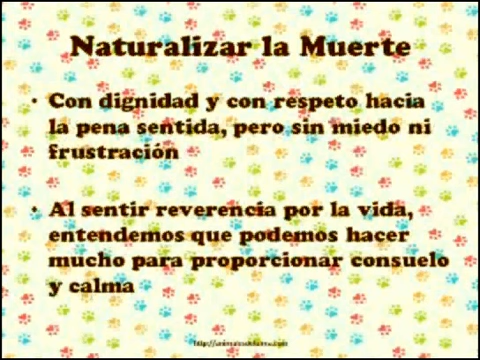 Naturalizar la Muerte
• Con dignidad y con respeto hacia
la pena sentida, pero sin miedo ni
frustración
• Al sentir reverencia por la vida,
entendemos que podemos hacer
mucho para proporcionar consuelo
y calma